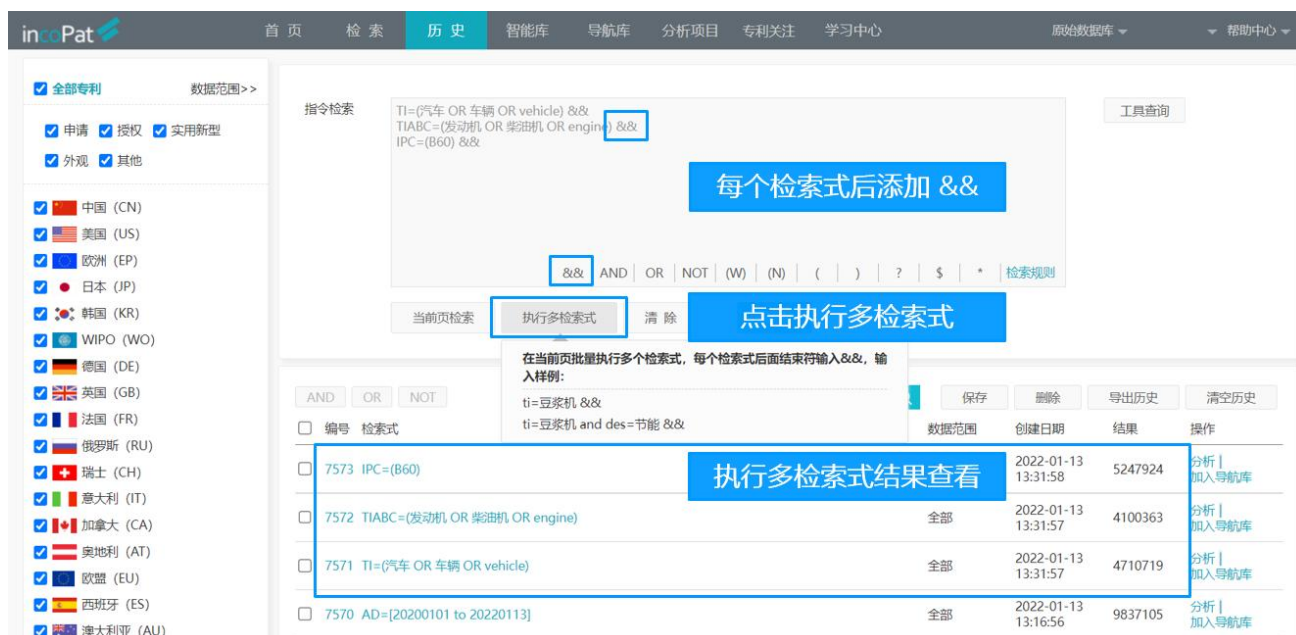 incoPat
首 页 检 索 历 史 智能库 导航库 分析项目 专利关注 学习中心 原始数据库 帮助中心
全部专利 数据范围>>
申请 授权 实用新型
外观 其他
中国 (CN)
美国 (US)
欧洲 (EP)
日本 (JP)
韩国 (KR)
WIPO (WO)
德国 (DE)
英国 (GB)
法国 (FR)
俄罗斯 (RU)
瑞士 (CH)
意大利 (IT)
加拿大 (CA)
奥地利 (AT)
欧盟 (EU)
西班牙 (ES)
澳大利亚 (AU)
指令检索
TI=(汽车 OR 车辆 OR vehicle) &&
TIABC=(发动机 OR 柴油机 OR engine) &&
IPC=(B60) &&
工具查询
每个检索式后添加 &&
&& AND OR NOT (W) (N) ( ) ? $ * 检索规则
当前页检索 执行多检索式 清 除
点击执行多检索式
在当前页批量执行多个检索式，每个检索式后面结束符输入&&，输
入样例：
ti=豆浆机 &&
ti=豆浆机 and des=节能 &&
AND OR NOT 保存 删除 导出历史 清空历史
编号 检索式 数据范围 创建日期 结果 操作
执行多检索式结果查看
7573 IPC=(B60) 2022-01-13 13:31:58 5247924 分析 | 加入导航库
7572 TIABC=(发动机 OR 柴油机 OR engine) 全部 2022-01-13 13:31:57 4100363 分析 | 加入导航库
7571 TI=(汽车 OR 车辆 OR vehicle) 全部 2022-01-13 13:31:57 4710719 分析 | 加入导航库
7570 AD=[20200101 to 20220113] 全部 2022-01-13 13:16:56 9837105 分析 | 加入导航库